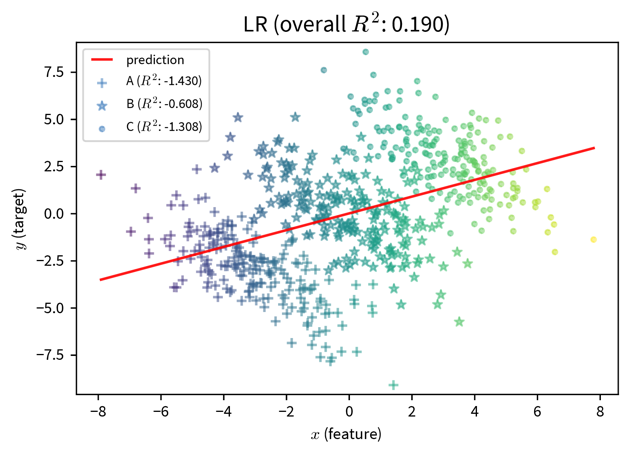 LR (overall R²: 0.190)
prediction
A (R²: -1.430)
B (R²: -0.608)
C (R²: -1.308)
7.5
5.0
2.5
0.0
−2.5
−5.0
−7.5
y (target)
−8 −6 −4 −2 0 2 4 6 8
x (feature)